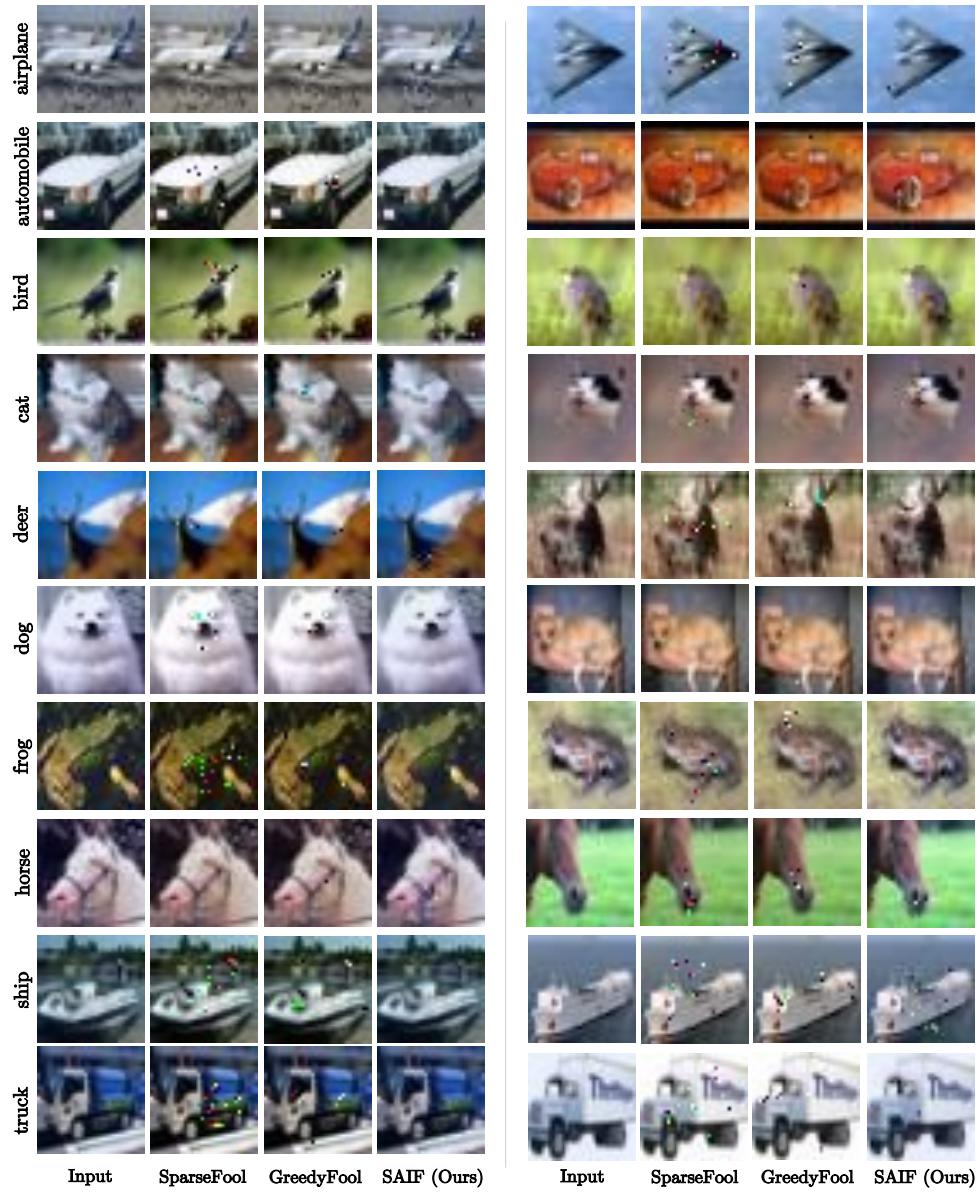 airplane
automobile
bird
cat
deer
dog
frog
horse
ship
truck
Input SparseFool GreedyFool SAIF (Ours) Input SparseFool GreedyFool SAIF (Ours)